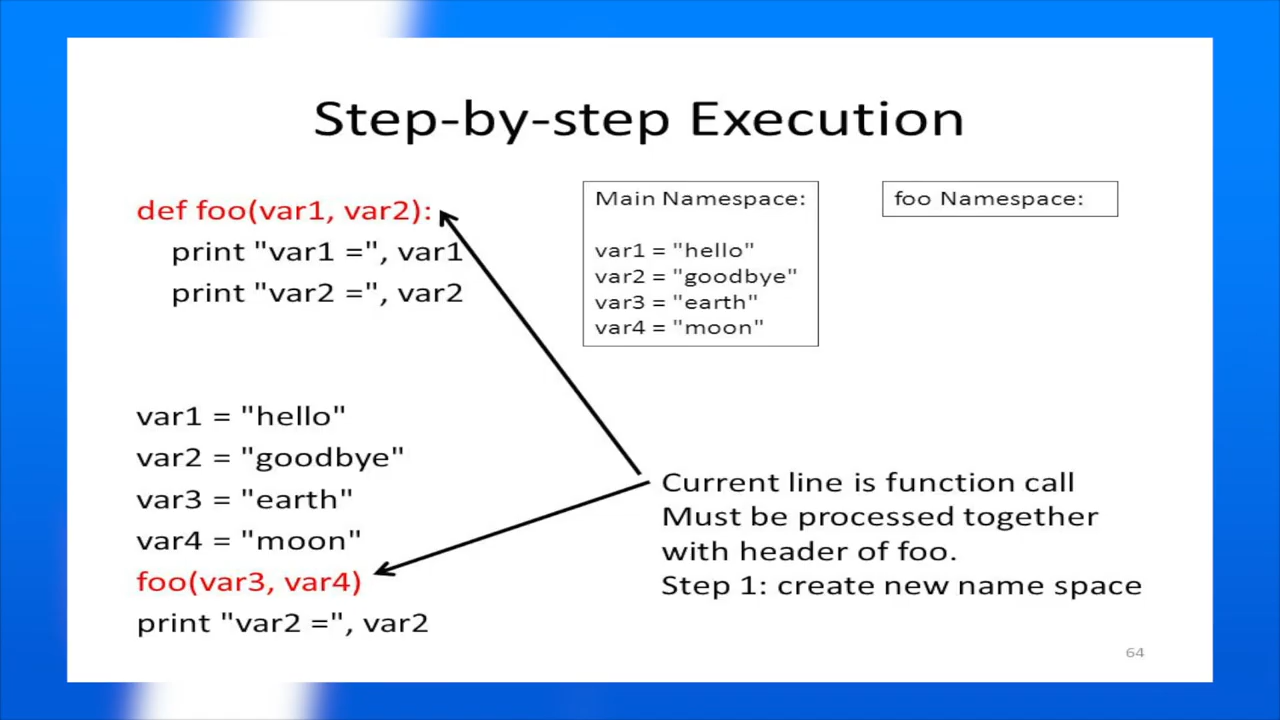 Step-by-step Execution
def foo(var1, var2):
print "var1 =", var1
print "var2 =", var2
var1 = "hello"
var2 = "goodbye"
var3 = "earth"
var4 = "moon"
foo(var3, var4)
print "var2 =", var2
Main Namespace:
var1 = "hello"
var2 = "goodbye"
var3 = "earth"
var4 = "moon"
foo Namespace:
Current line is function call
Must be processed together
with header of foo.
Step 1: create new name space
64